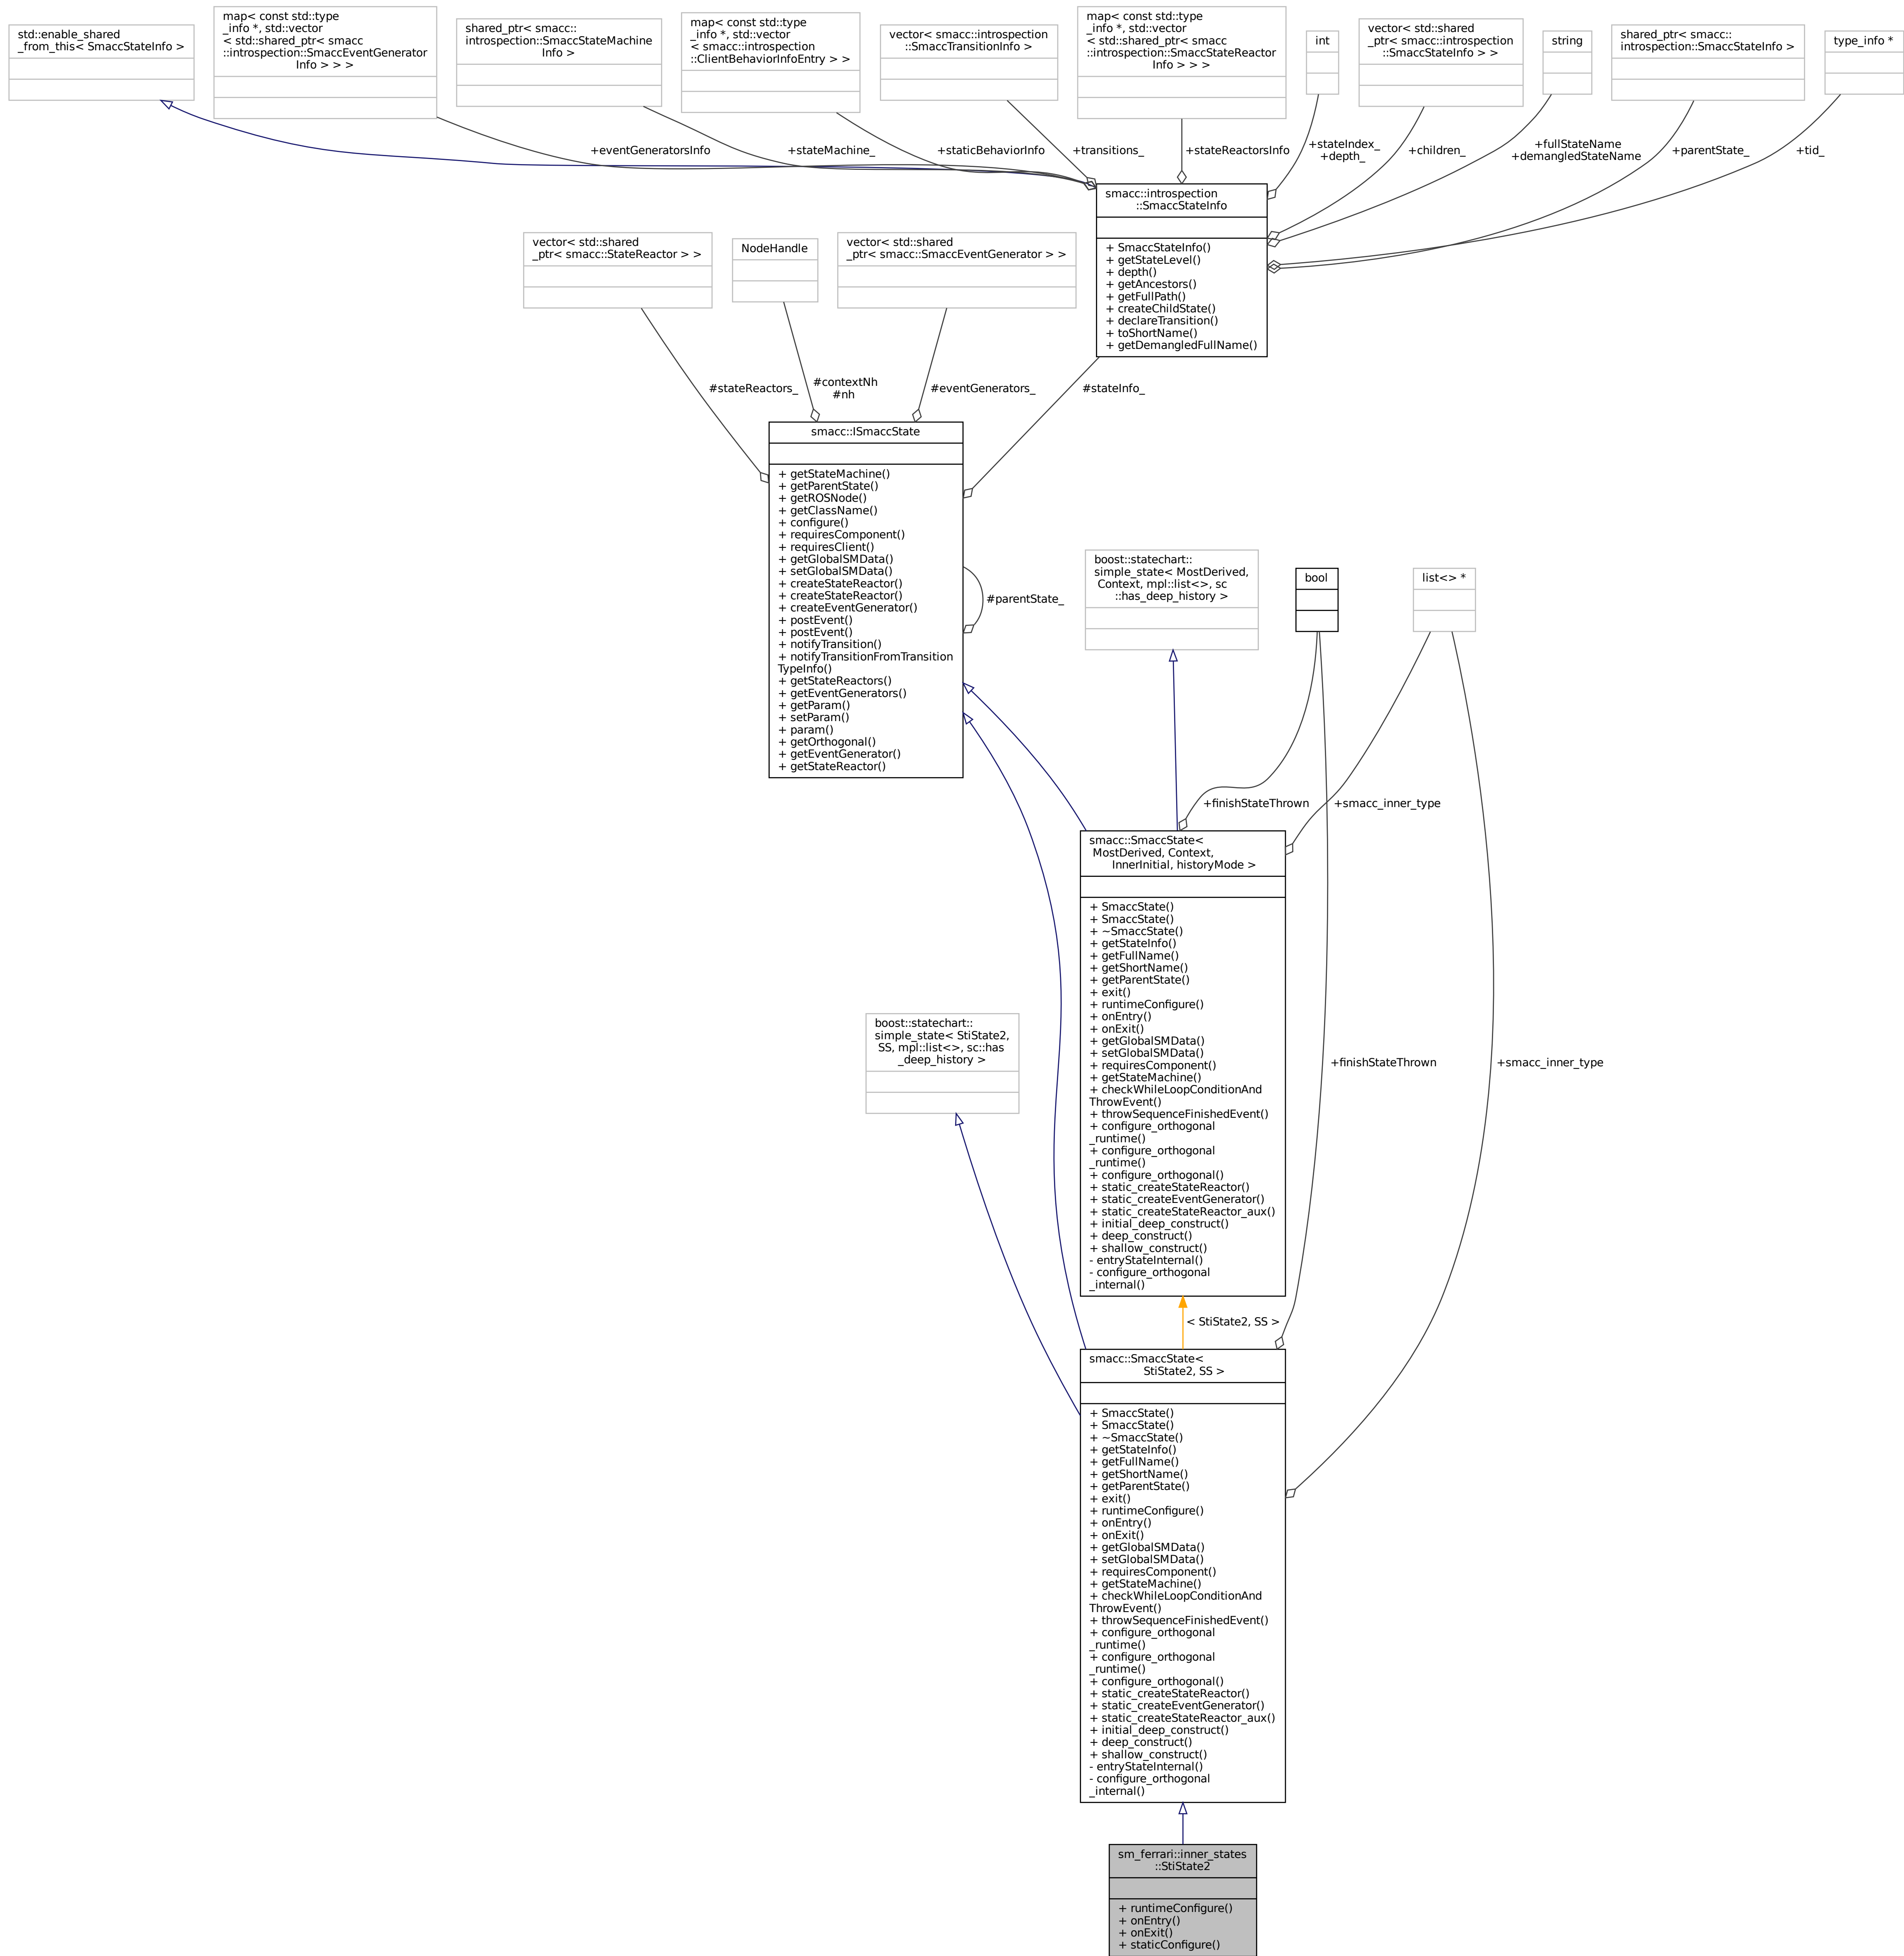 std::enable_shared
_from_this< SmaccStateInfo >
map< const std::type
_info *, std::vector
< std::shared_ptr< smacc
::introspection::SmaccEventGenerator
Info > > >
shared_ptr< smacc::
introspection::SmaccStateMachine
Info >
map< const std::type
_info *, std::vector
< smacc::introspection
::ClientBehaviorInfoEntry > >
vector< smacc::introspection
::SmaccTransitionInfo >
map< const std::type
_info *, std::vector
< std::shared_ptr< smacc
::introspection::SmaccStateReactor
Info > > >
int
vector< std::shared
_ptr< smacc::introspection
::SmaccStateInfo > >
string
shared_ptr< smacc::
introspection::SmaccStateInfo >
type_info *
+eventGeneratorsInfo
+stateMachine_
+staticBehaviorInfo
+transitions_
+stateReactorsInfo
+stateIndex_
+depth_
+children_
+fullStateName
+demangledStateName
+parentState_
+tid_
smacc::introspection
::SmaccStateInfo
+ SmaccStateInfo()
+ getStateLevel()
+ depth()
+ getAncestors()
+ getFullPath()
+ createChildState()
+ declareTransition()
+ toShortName()
+ getDemangledFullName()
vector< std::shared
_ptr< smacc::StateReactor > >
NodeHandle
vector< std::shared
_ptr< smacc::SmaccEventGenerator > >
#stateReactors_
#contextNh
#nh
#eventGenerators_
#stateInfo_
smacc::ISmaccState
+ getStateMachine()
+ getParentState()
+ getROSNode()
+ getClassName()
+ configure()
+ requiresComponent()
+ requiresClient()
+ getGlobalSMData()
+ setGlobalSMData()
+ createStateReactor()
+ createStateReactor()
+ createEventGenerator()
+ postEvent()
+ postEvent()
+ notifyTransition()
+ notifyTransitionFromTransition
TypeInfo()
+ getStateReactors()
+ getEventGenerators()
+ getParam()
+ setParam()
+ param()
+ getOrthogonal()
+ getEventGenerator()
+ getStateReactor()
#parentState_
boost::statechart::
simple_state< MostDerived,
Context, mpl::list<>, sc
::has_deep_history >
bool
list<> *
+finishStateThrown
+smacc_inner_type
smacc::SmaccState<
MostDerived, Context,
InnerInitial, historyMode >
+ SmaccState()
+ SmaccState()
+ ~SmaccState()
+ getStateInfo()
+ getFullName()
+ getShortName()
+ getParentState()
+ exit()
+ runtimeConfigure()
+ onEntry()
+ onExit()
+ getGlobalSMData()
+ setGlobalSMData()
+ requiresComponent()
+ getStateMachine()
+ checkWhileLoopConditionAnd
ThrowEvent()
+ throwSequenceFinishedEvent()
+ configure_orthogonal
_runtime()
+ configure_orthogonal
_runtime()
+ configure_orthogonal()
+ static_createStateReactor()
+ static_createEventGenerator()
+ static_createStateReactor_aux()
+ initial_deep_construct()
+ deep_construct()
+ shallow_construct()
- entryStateInternal()
- configure_orthogonal
_internal()
boost::statechart::
simple_state< StiState2,
SS, mpl::list<>, sc::has
_deep_history >
+finishStateThrown
+smacc_inner_type
< StiState2, SS >
smacc::SmaccState<
StiState2, SS >
+ SmaccState()
+ SmaccState()
+ ~SmaccState()
+ getStateInfo()
+ getFullName()
+ getShortName()
+ getParentState()
+ exit()
+ runtimeConfigure()
+ onEntry()
+ onExit()
+ getGlobalSMData()
+ setGlobalSMData()
+ requiresComponent()
+ getStateMachine()
+ checkWhileLoopConditionAnd
ThrowEvent()
+ throwSequenceFinishedEvent()
+ configure_orthogonal
_runtime()
+ configure_orthogonal
_runtime()
+ configure_orthogonal()
+ static_createStateReactor()
+ static_createEventGenerator()
+ static_createStateReactor_aux()
+ initial_deep_construct()
+ deep_construct()
+ shallow_construct()
- entryStateInternal()
- configure_orthogonal
_internal()
sm_ferrari::inner_states
::StiState2
+ runtimeConfigure()
+ onEntry()
+ onExit()
+ staticConfigure()